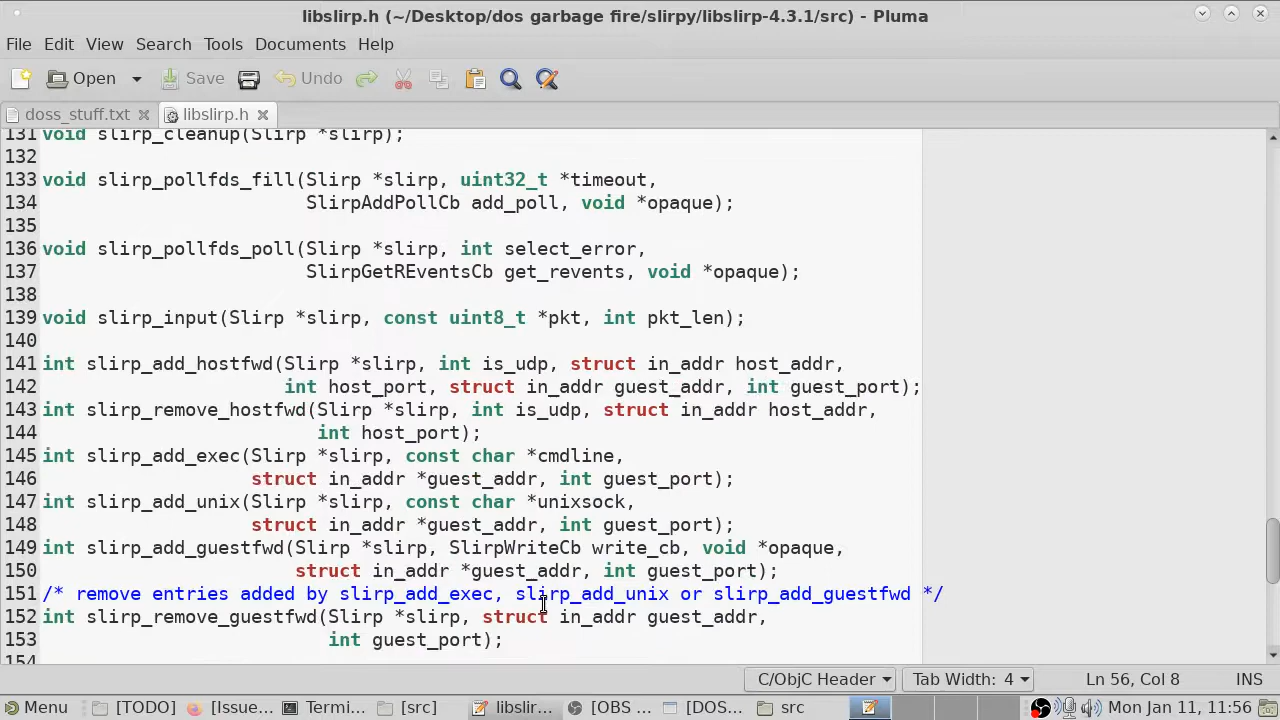 libslirp.h (~/Desktop/dos garbage fire/slirpy/libslirp-4.3.1/src) - Pluma
File Edit View Search Tools Documents Help
Open Save Undo
doss_stuff.txt libslirp.h
131 void slirp_cleanup(Slirp *slirp);
132
133 void slirp_pollfds_fill(Slirp *slirp, uint32_t *timeout,
134 SlirpAddPollCb add_poll, void *opaque);
135
136 void slirp_pollfds_poll(Slirp *slirp, int select_error,
137 SlirpGetREventsCb get_revents, void *opaque);
138
139 void slirp_input(Slirp *slirp, const uint8_t *pkt, int pkt_len);
140
141 int slirp_add_hostfwd(Slirp *slirp, int is_udp, struct in_addr host_addr,
142 int host_port, struct in_addr guest_addr, int guest_port);
143 int slirp_remove_hostfwd(Slirp *slirp, int is_udp, struct in_addr host_addr,
144 int host_port);
145 int slirp_add_exec(Slirp *slirp, const char *cmdline,
146 struct in_addr *guest_addr, int guest_port);
147 int slirp_add_unix(Slirp *slirp, const char *unixsock,
148 struct in_addr *guest_addr, int guest_port);
149 int slirp_add_guestfwd(Slirp *slirp, SlirpWriteCb write_cb, void *opaque,
150 struct in_addr *guest_addr, int guest_port);
151 /* remove entries added by slirp_add_exec, slirp_add_unix or slirp_add_guestfwd */
152 int slirp_remove_guestfwd(Slirp *slirp, struct in_addr guest_addr,
153 int guest_port);
154
C/ObjC Header Tab Width: 4 Ln 56, Col 8 INS
Menu [TODO] [Issue... Termi... [src] libslirp... [OBS ... [DOS... src Mon Jan 11, 11:56